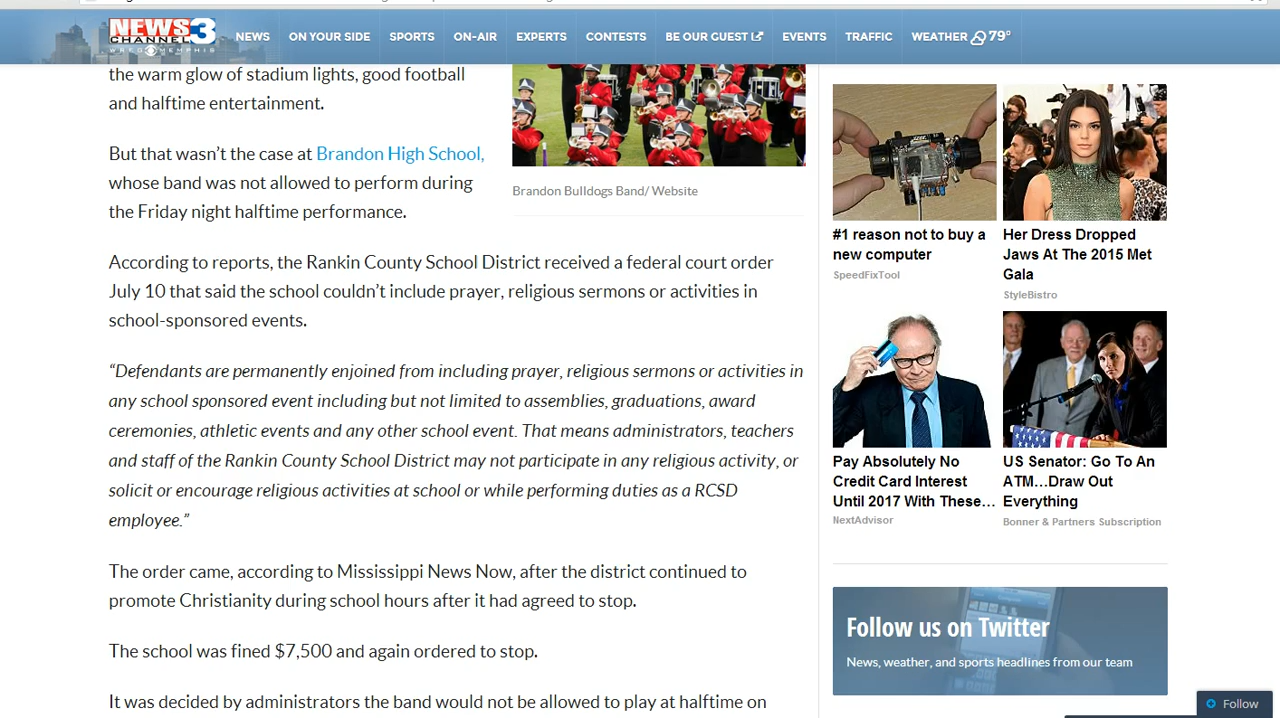 NEWS
CHANNEL 3
WREG MEMPHIS
NEWS
ON YOUR SIDE
SPORTS
ON-AIR
EXPERTS
CONTESTS
BE OUR GUEST
EVENTS
TRAFFIC
WEATHER 79°
the warm glow of stadium lights, good football
and halftime entertainment.
But that wasn’t the case at Brandon High School,
whose band was not allowed to perform during
the Friday night halftime performance.
Brandon Bulldogs Band/ Website
According to reports, the Rankin County School District received a federal court order
July 10 that said the school couldn’t include prayer, religious sermons or activities in
school-sponsored events.
“Defendants are permanently enjoined from including prayer, religious sermons or activities in
any school sponsored event including but not limited to assemblies, graduations, award
ceremonies, athletic events and any other school event. That means administrators, teachers
and staff of the Rankin County School District may not participate in any religious activity, or
solicit or encourage religious activities at school or while performing duties as a RCSD
employee.”
The order came, according to Mississippi News Now, after the district continued to
promote Christianity during school hours after it had agreed to stop.
The school was fined $7,500 and again ordered to stop.
It was decided by administrators the band would not be allowed to play at halftime on
#1 reason not to buy a
new computer
SpeedFixTool
Her Dress Dropped
Jaws At The 2015 Met
Gala
StyleBistro
Pay Absolutely No
Credit Card Interest
Until 2017 With These...
NextAdvisor
US Senator: Go To An
ATM...Draw Out
Everything
Bonner & Partners Subscription
Follow us on Twitter
News, weather, and sports headlines from our team
Follow